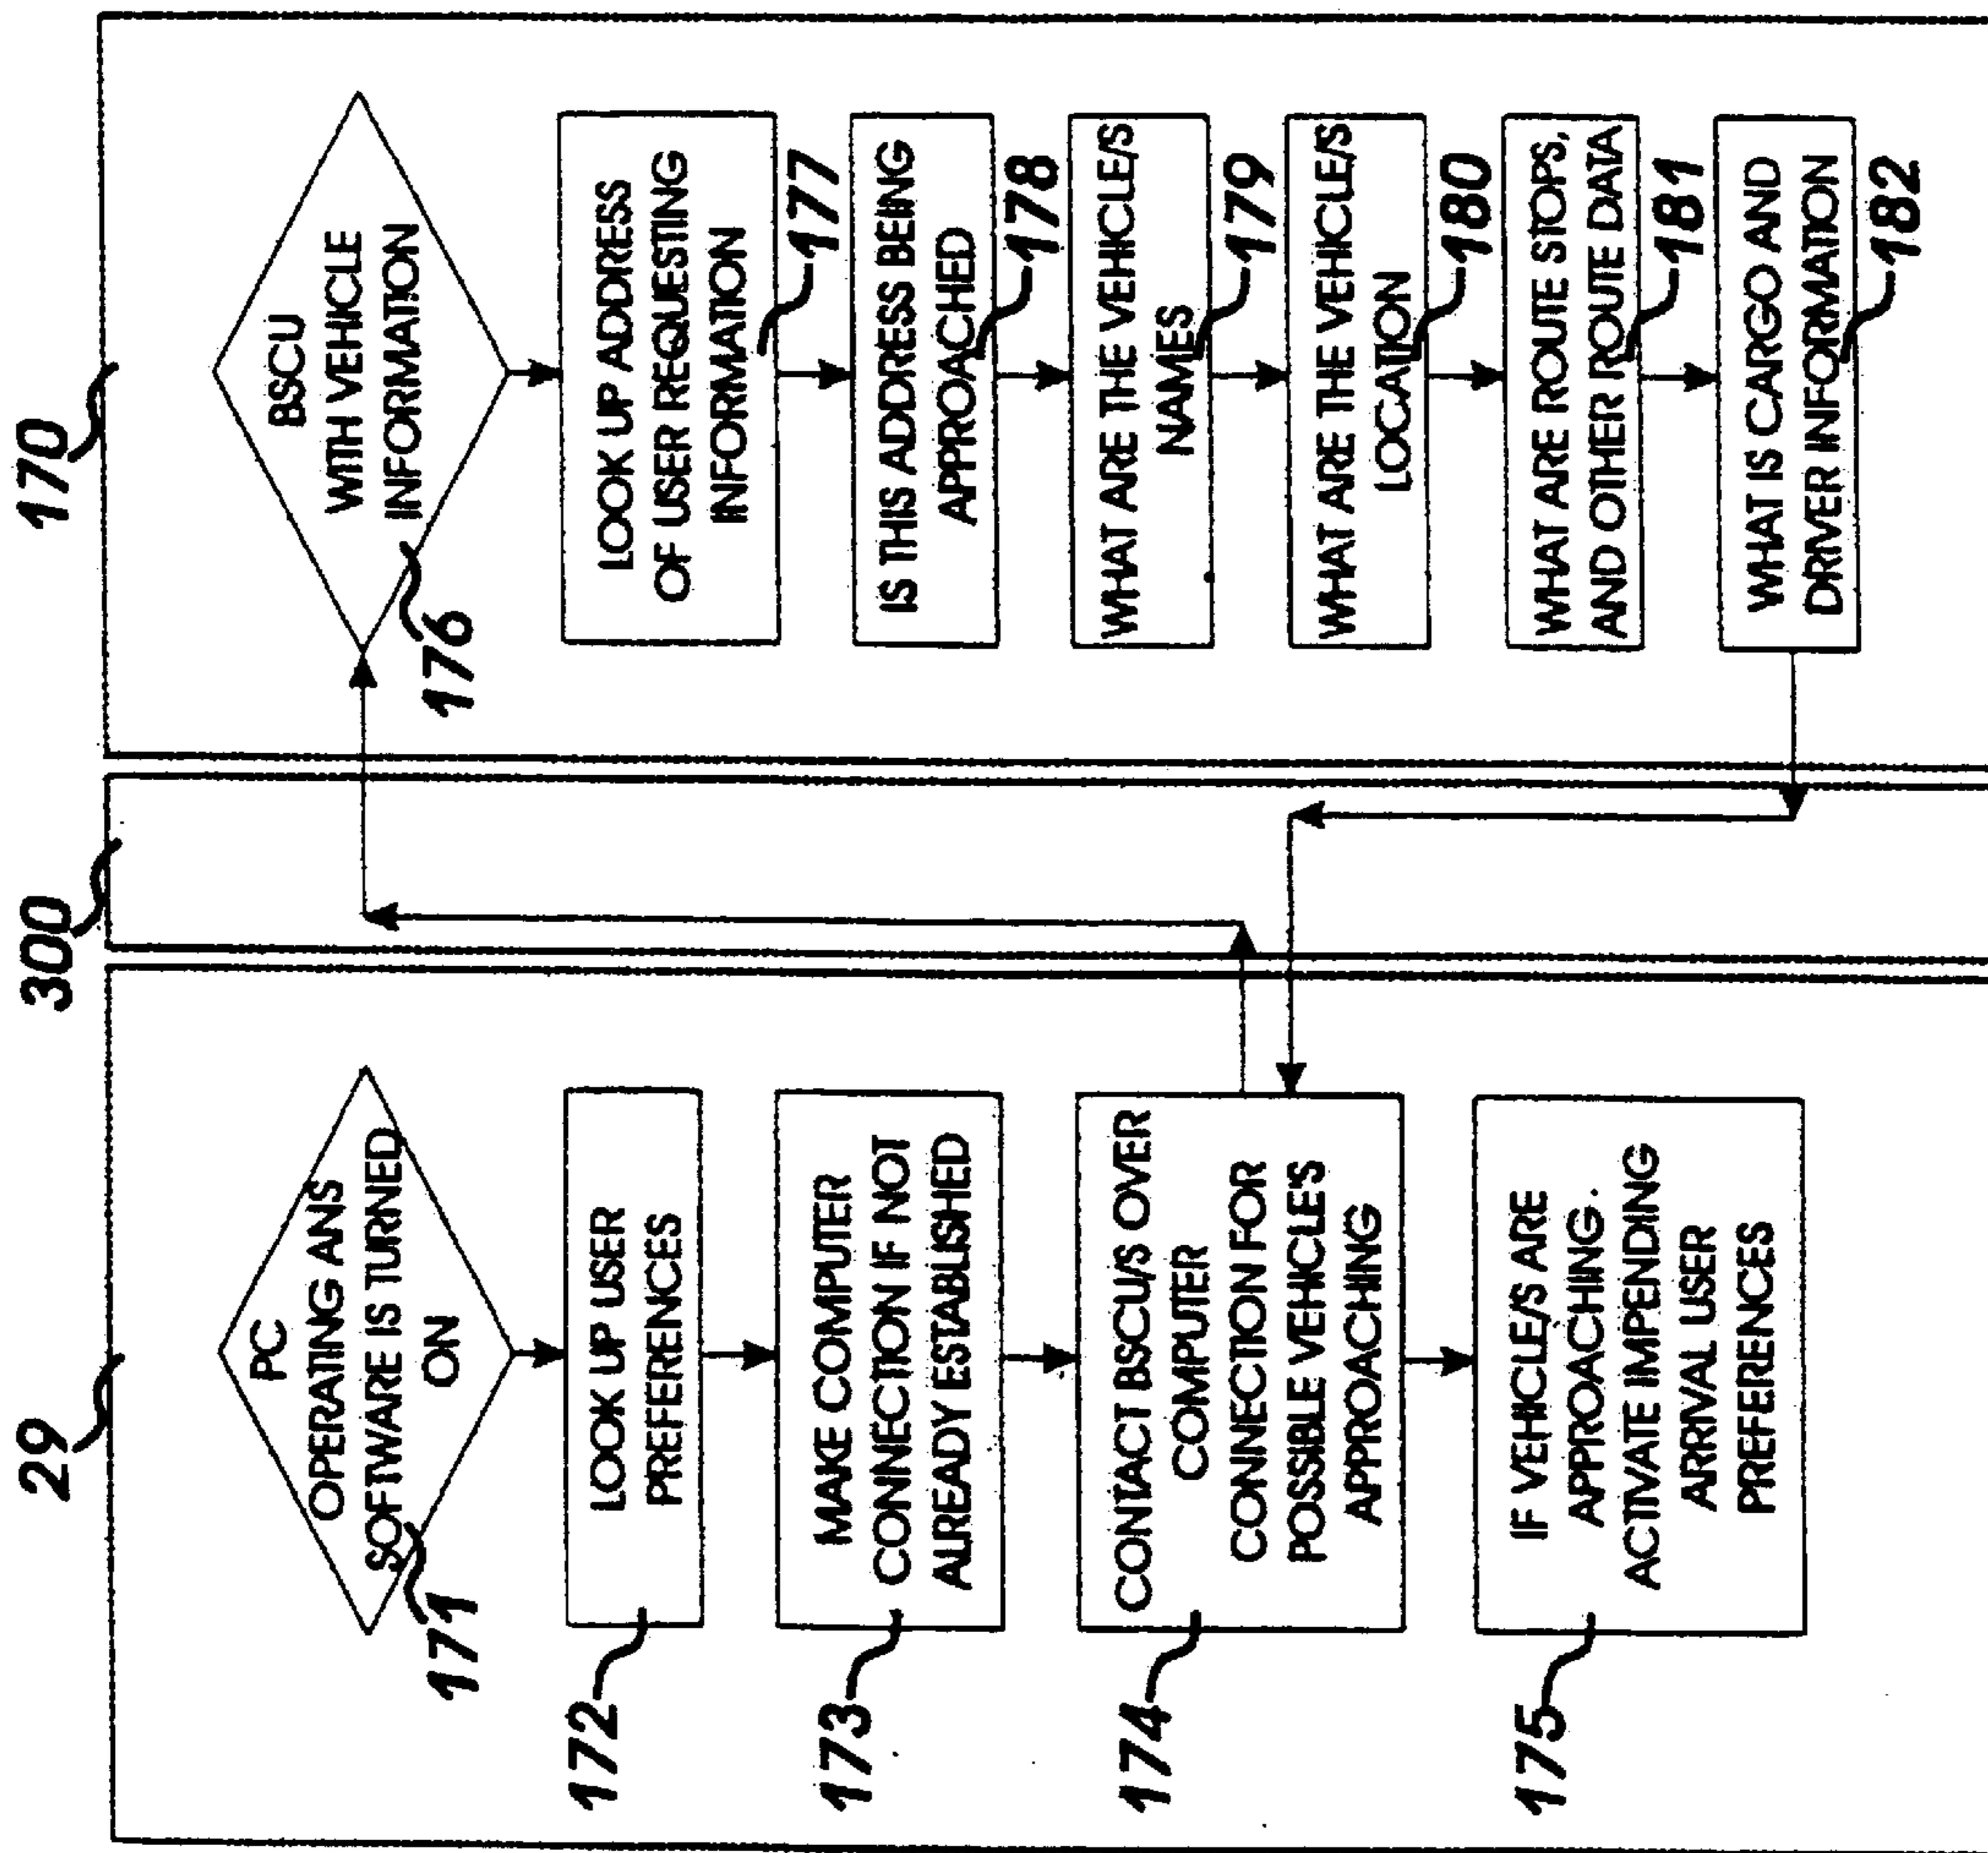 29
PC
OPERATING ANS
SOFTWARE IS TURNED
ON
171
LOOK UP USER
PREFERENCES
172
MAKE COMPUTER
CONNECTION IF NOT
ALREADY ESTABLISHED
173
CONTACT BSCU/S OVER
COMPUTER
CONNECTION FOR
POSSIBLE VEHICLE'S
APPROACHING
174
IF VEHICLE/S ARE
APPROACHING.
ACTIVATE IMPENDING
ARRIVAL USER
PREFERENCES
175
300
170
BSCU
WITH VEHICLE
INFORMATION
176
LOOK UP ADDRESS
OF USER REQUESTING
INFORMATION
177
IS THIS ADDRESS BEING
APPROACHED
178
WHAT ARE THE VEHICLE/S
NAMES
179
WHAT ARE THE VEHICLE/S
LOCATION
180
WHAT ARE ROUTE STOPS,
AND OTHER ROUTE DATA
181
WHAT IS CARGO AND
DRIVER INFORMATION
182